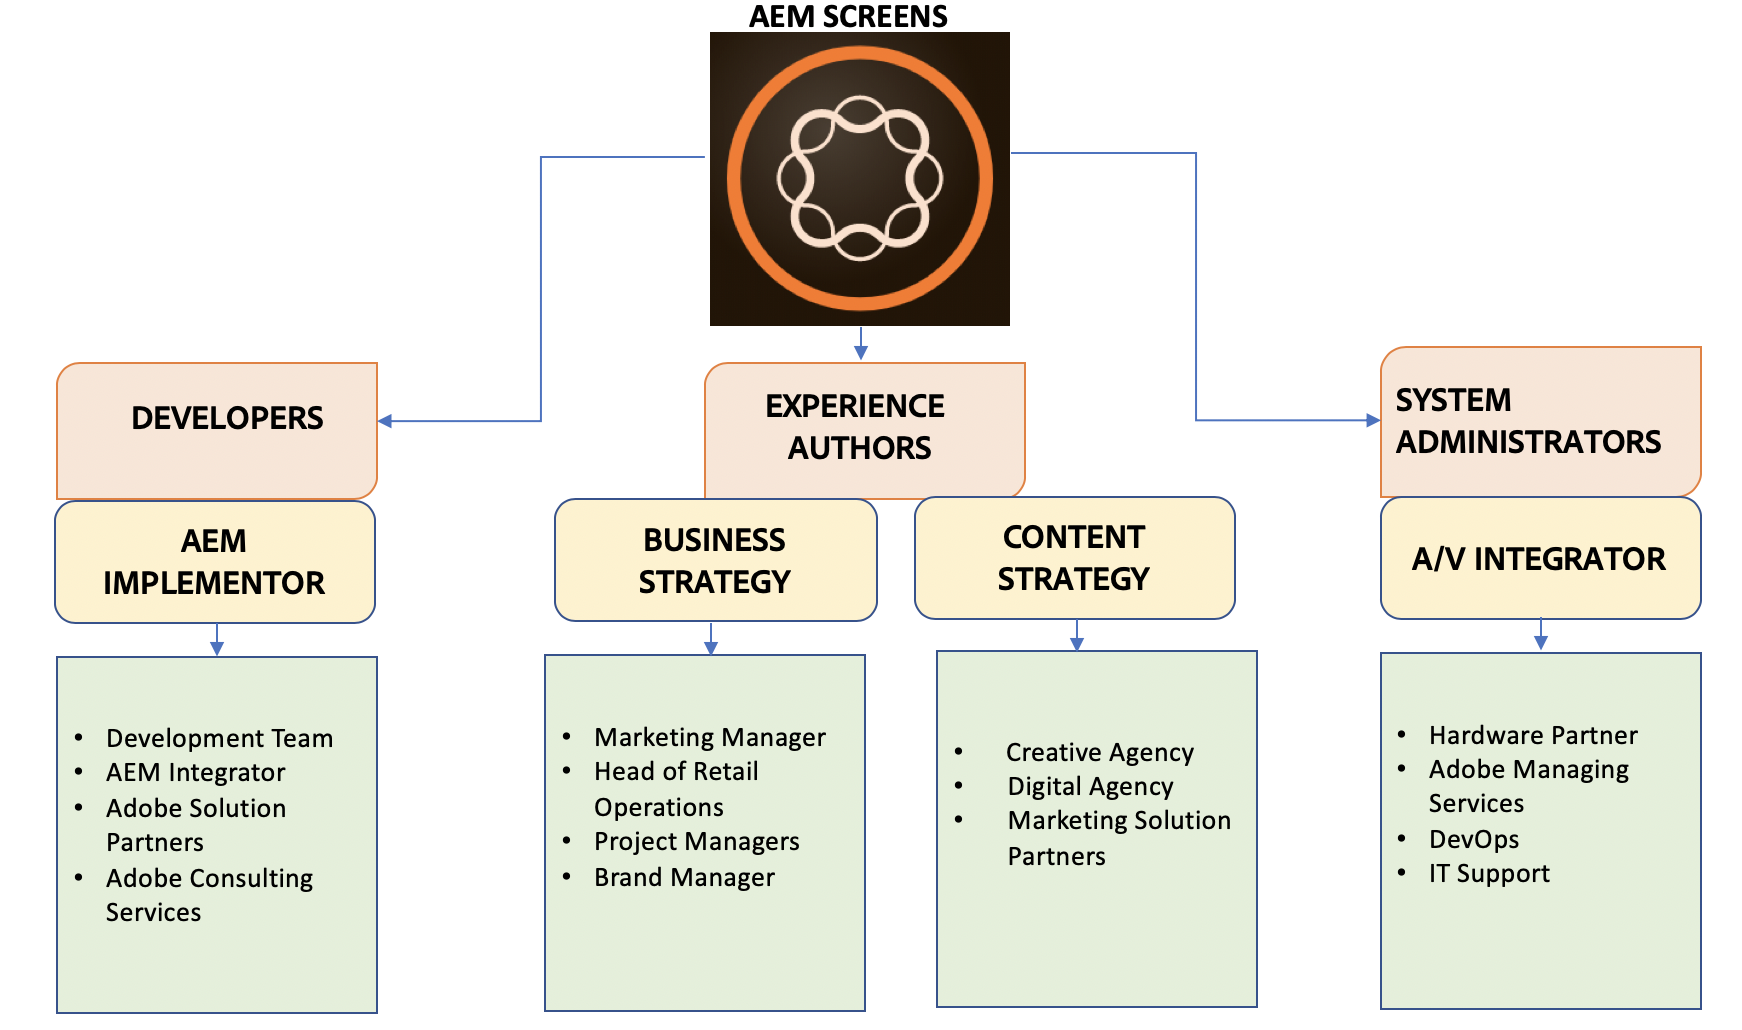 AEM SCREENS
DEVELOPERS
EXPERIENCE
AUTHORS
SYSTEM
ADMINISTRATORS
AEM
IMPLEMENTOR
BUSINESS
STRATEGY
CONTENT
STRATEGY
A/V INTEGRATOR
• Development Team
• AEM Integrator
• Adobe Solution
Partners
• Adobe Consulting
Services
• Marketing Manager
• Head of Retail
Operations
• Project Managers
• Brand Manager
• Creative Agency
• Digital Agency
• Marketing Solution
Partners
• Hardware Partner
• Adobe Managing
Services
• DevOps
• IT Support